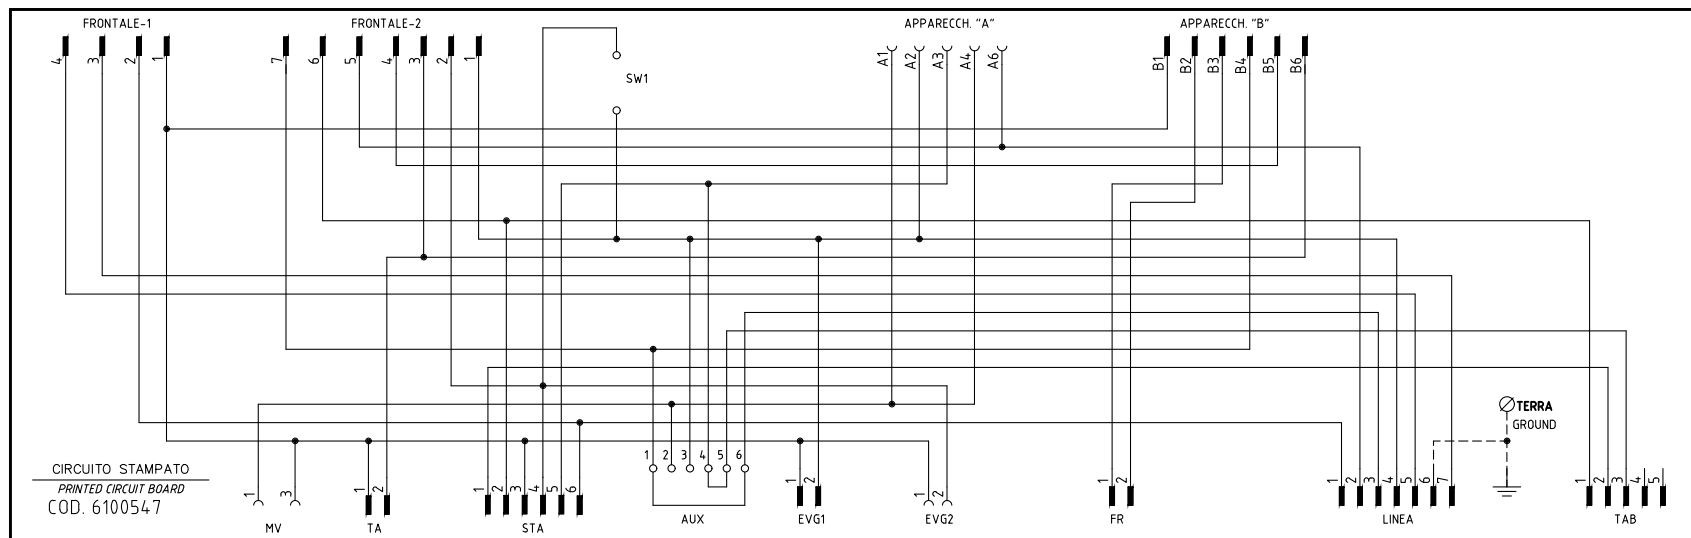 FRONTALE-1 FRONTALE-2 APPARECCH. "A" APPARECCH. "B"
4 3 2 1 7 6 5 4 3 2 1 A1 A2 A3 A4 A6 B1 B2 B3 B4 B5 B6
SW1
TERRA
GROUND
1 2 3 4 5 6
CIRCUITO STAMPATO
PRINTED CIRCUIT BOARD
COD. 6100547
1 3 1 2 1 2 3 4 5 6 1 2 1 2 1 2 1 2 3 4 5 6 7 1 2 3 4 5
MV TA STA AUX EVG1 EVG2 FR LINEA TAB